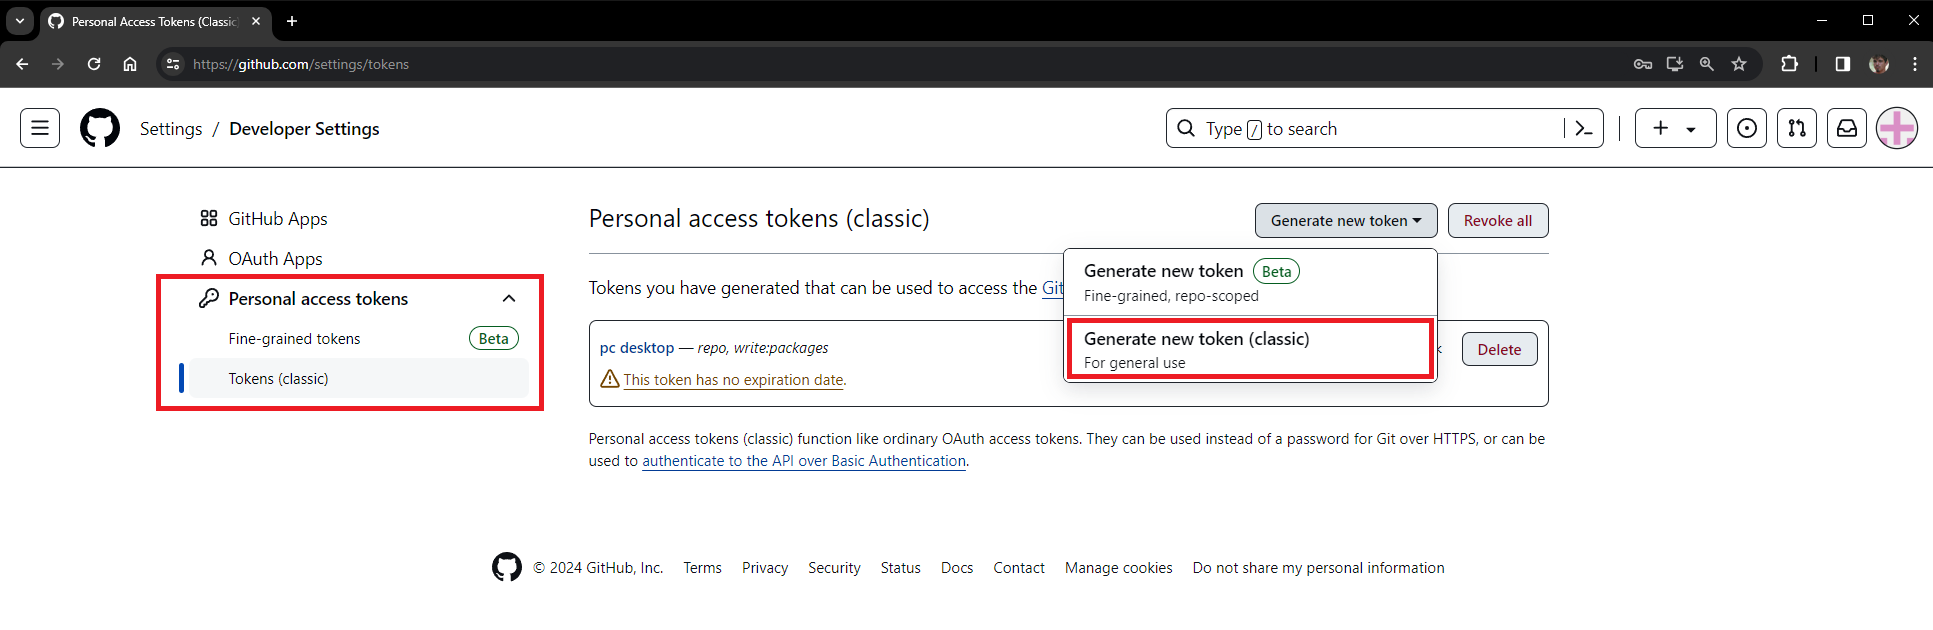 Personal Access Tokens (Classic
https://github.com/settings/tokens
Settings / Developer Settings
Type / to search
GitHub Apps
OAuth Apps
Personal access tokens
Fine-grained tokens Beta
Tokens (classic)
Personal access tokens (classic)
Generate new token
Revoke all
Generate new token Beta
Fine-grained, repo-scoped
Generate new token (classic)
For general use
Tokens you have generated that can be used to access the Git
pc desktop — repo, write:packages
Delete
This token has no expiration date.
Personal access tokens (classic) function like ordinary OAuth access tokens. They can be used instead of a password for Git over HTTPS, or can be
used to authenticate to the API over Basic Authentication.
© 2024 GitHub, Inc. Terms Privacy Security Status Docs Contact Manage cookies Do not share my personal information